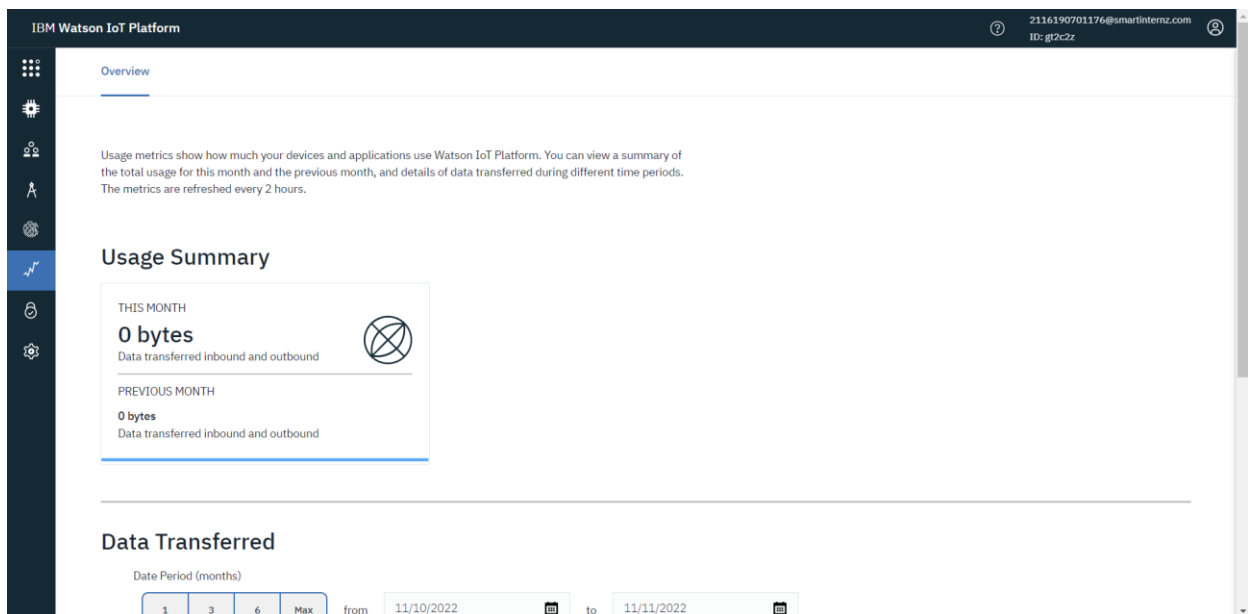 IBM Watson IoT Platform
2116190701176@smartinternz.com
ID: gt2c2z
Overview
Usage metrics show how much your devices and applications use Watson IoT Platform. You can view a summary of
the total usage for this month and the previous month, and details of data transferred during different time periods.
The metrics are refreshed every 2 hours.
Usage Summary
THIS MONTH
0 bytes
Data transferred inbound and outbound
PREVIOUS MONTH
0 bytes
Data transferred inbound and outbound
Data Transferred
Date Period (months)
1 3 6 Max from 11/10/2022 to 11/11/2022